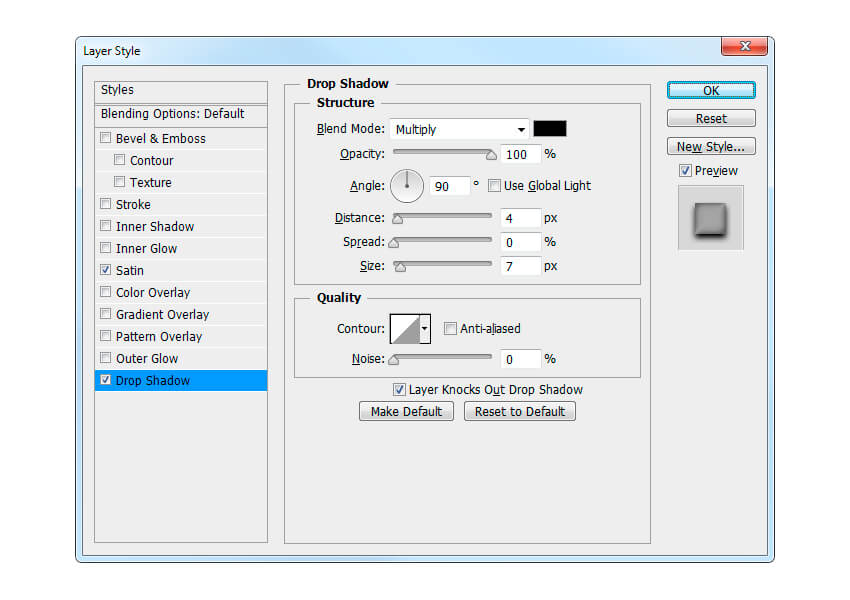 Layer Style
Styles
Blending Options: Default
Bevel & Emboss
Contour
Texture
Stroke
Inner Shadow
Inner Glow
Satin
Color Overlay
Gradient Overlay
Pattern Overlay
Outer Glow
Drop Shadow
Drop Shadow
Structure
Blend Mode: Multiply
Opacity: 100 %
Angle: 90 ° Use Global Light
Distance: 4 px
Spread: 0 %
Size: 7 px
Quality
Contour: Anti-aliased
Noise: 0 %
Layer Knocks Out Drop Shadow
Make Default Reset to Default
OK
Reset
New Style...
Preview